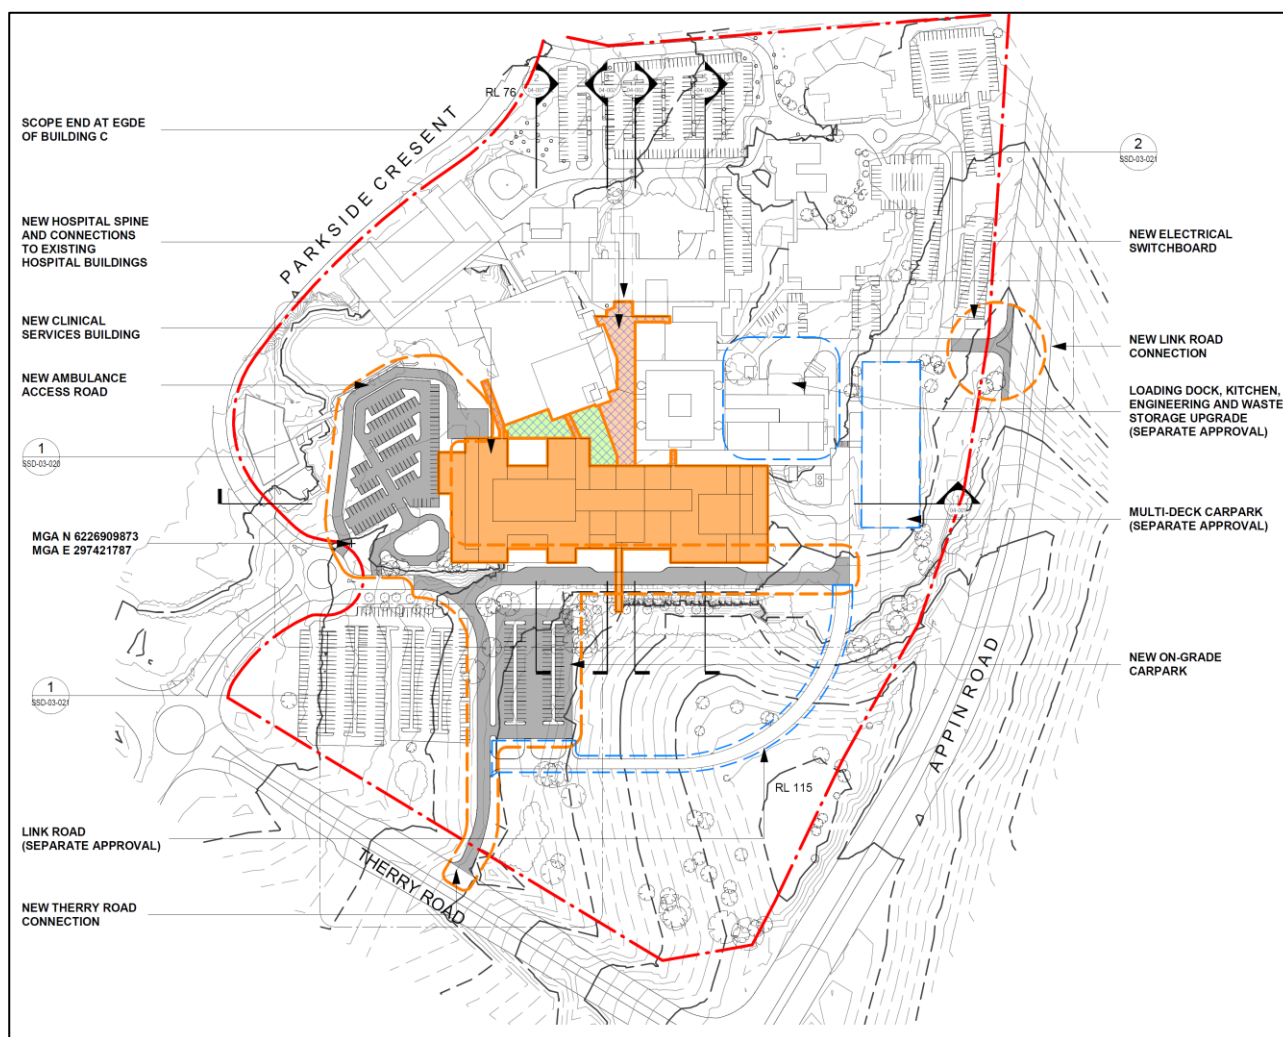 RL 76
PARKSIDE CRESENT
SCOPE END AT EGDE
OF BUILDING C
2
SSD-03-021
NEW HOSPITAL SPINE
AND CONNECTIONS
TO EXISTING
HOSPITAL BUILDINGS
NEW ELECTRICAL
SWITCHBOARD
NEW CLINICAL
SERVICES BUILDING
NEW LINK ROAD
CONNECTION
NEW AMBULANCE
ACCESS ROAD
LOADING DOCK, KITCHEN,
ENGINEERING AND WASTE
STORAGE UPGRADE
(SEPARATE APPROVAL)
1
SSD-03-020
MULTI-DECK CARPARK
(SEPARATE APPROVAL)
MGA N 6226909873
MGA E 297421787
NEW ON-GRADE
CARPARK
1
SSD-03-021
APPIN ROAD
RL 115
LINK ROAD
(SEPARATE APPROVAL)
THERRY ROAD
NEW THERRY ROAD
CONNECTION